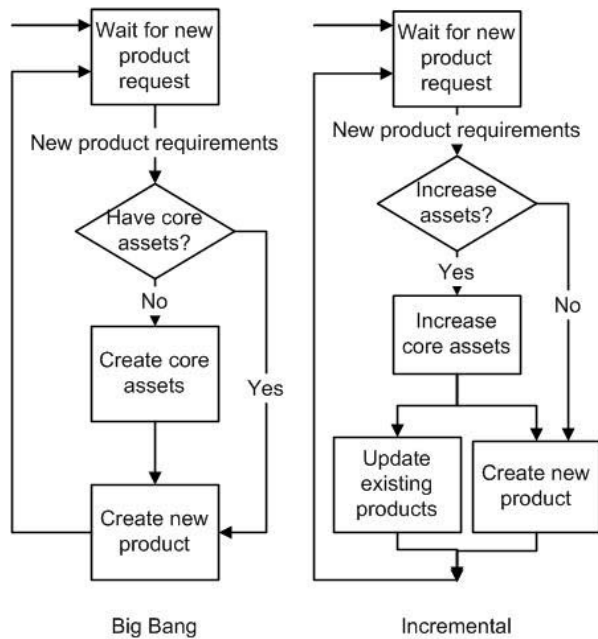 Wait for new
product
request
New product requirements
Have core
assets?
No
Create core
assets
Yes
Create new
product
Big Bang
Wait for new
product
request
New product requirements
Increase
assets?
Yes
No
Increase
core assets
Update
existing
products
Create new
product
Incremental